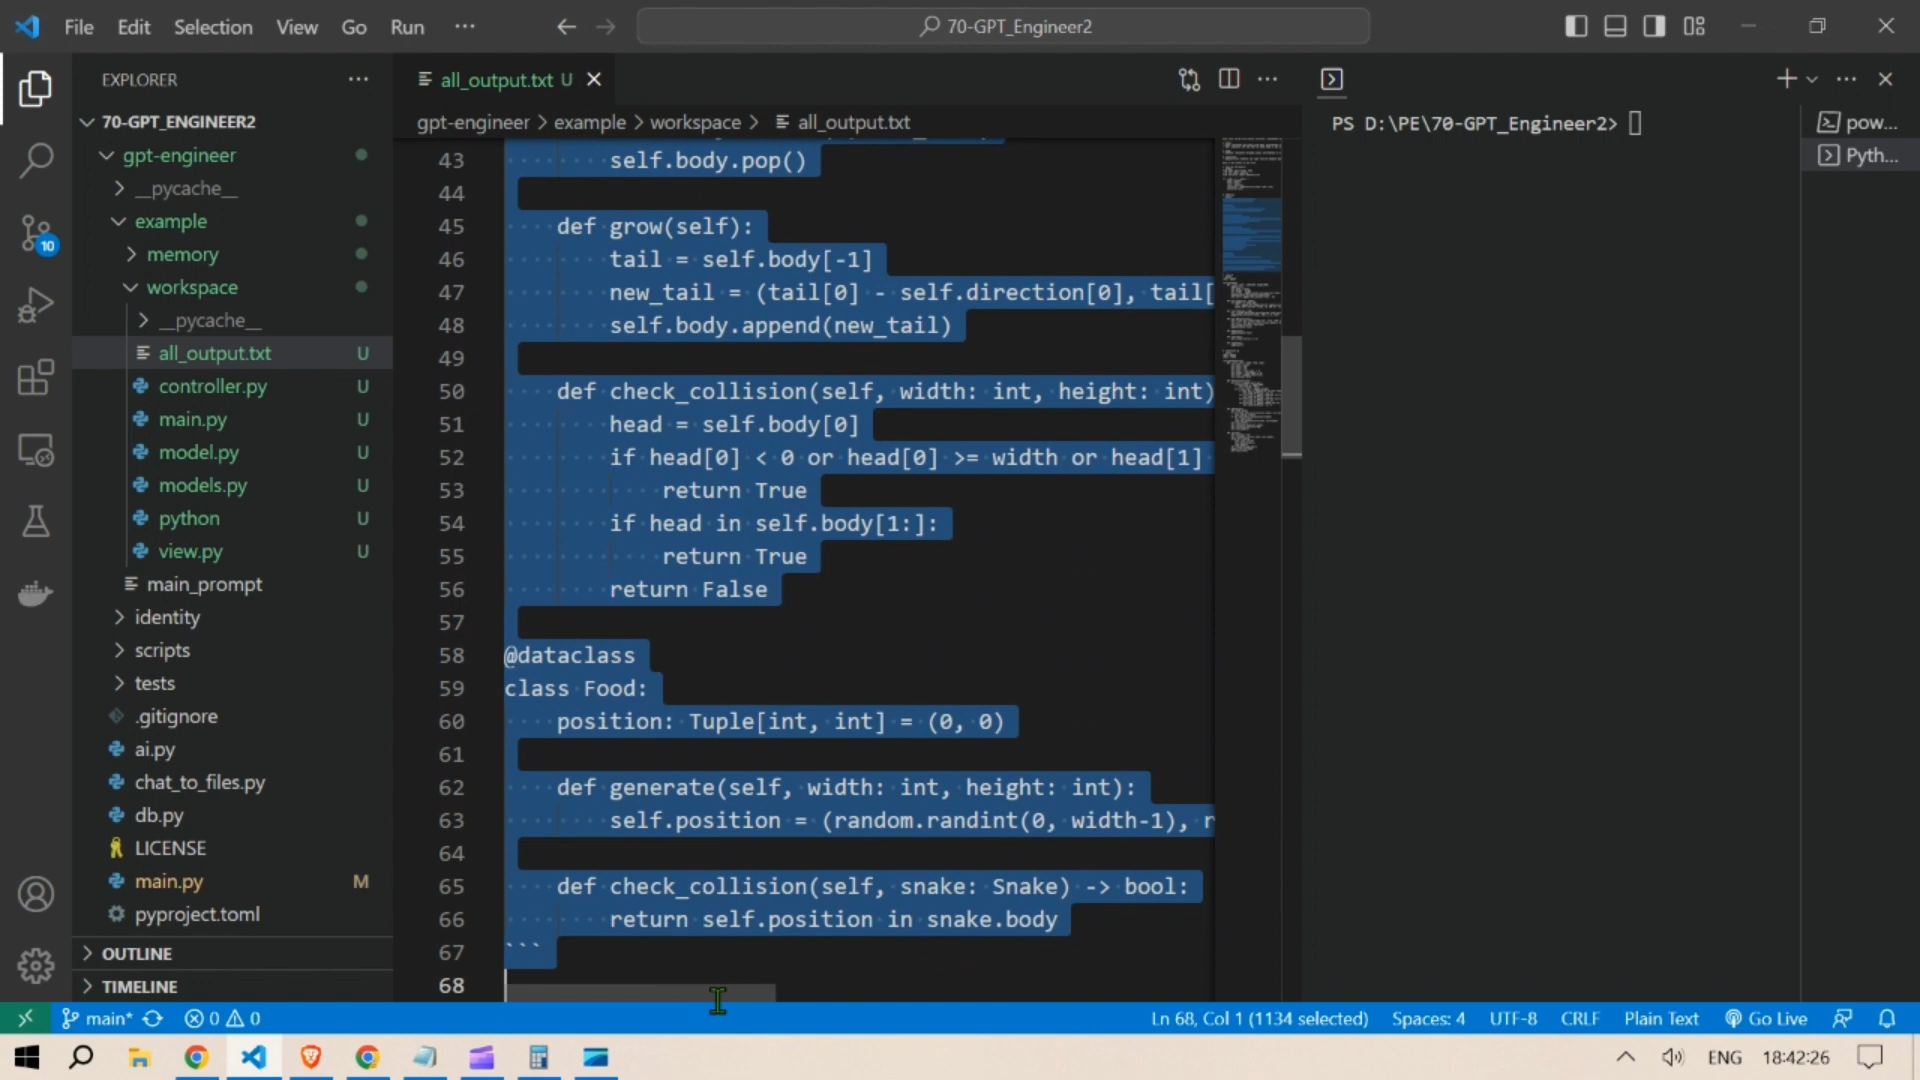 File Edit Selection View Go Run ···
70-GPT_Engineer2
EXPLORER
70-GPT_ENGINEER2
gpt-engineer
__pycache__
example
memory
workspace
__pycache__
all_output.txt U
controller.py U
main.py U
model.py U
models.py U
python U
view.py U
main_prompt
identity
scripts
tests
.gitignore
ai.py
chat_to_files.py
db.py
LICENSE
main.py M
pyproject.toml
OUTLINE
TIMELINE
10
all_output.txt U
gpt-engineer > example > workspace > all_output.txt
43 self.body.pop()
44
45 def grow(self):
46 tail = self.body[-1]
47 new_tail = (tail[0] - self.direction[0], tail[
48 self.body.append(new_tail)
49
50 def check_collision(self, width: int, height: int)
51 head = self.body[0]
52 if head[0] < 0 or head[0] >= width or head[1]
53 return True
54 if head in self.body[1:]:
55 return True
56 return False
57
58 @dataclass
59 class Food:
60 position: Tuple[int, int] = (0, 0)
61
62 def generate(self, width: int, height: int):
63 self.position = (random.randint(0, width-1), r
64
65 def check_collision(self, snake: Snake) -> bool:
66 return self.position in snake.body
67 ```
68
PS D:\PE\70-GPT_Engineer2>
pow...
Pyth...
main* 0 0 Ln 68, Col 1 (1134 selected) Spaces: 4 UTF-8 CRLF Plain Text Go Live
ENG 18:42:26